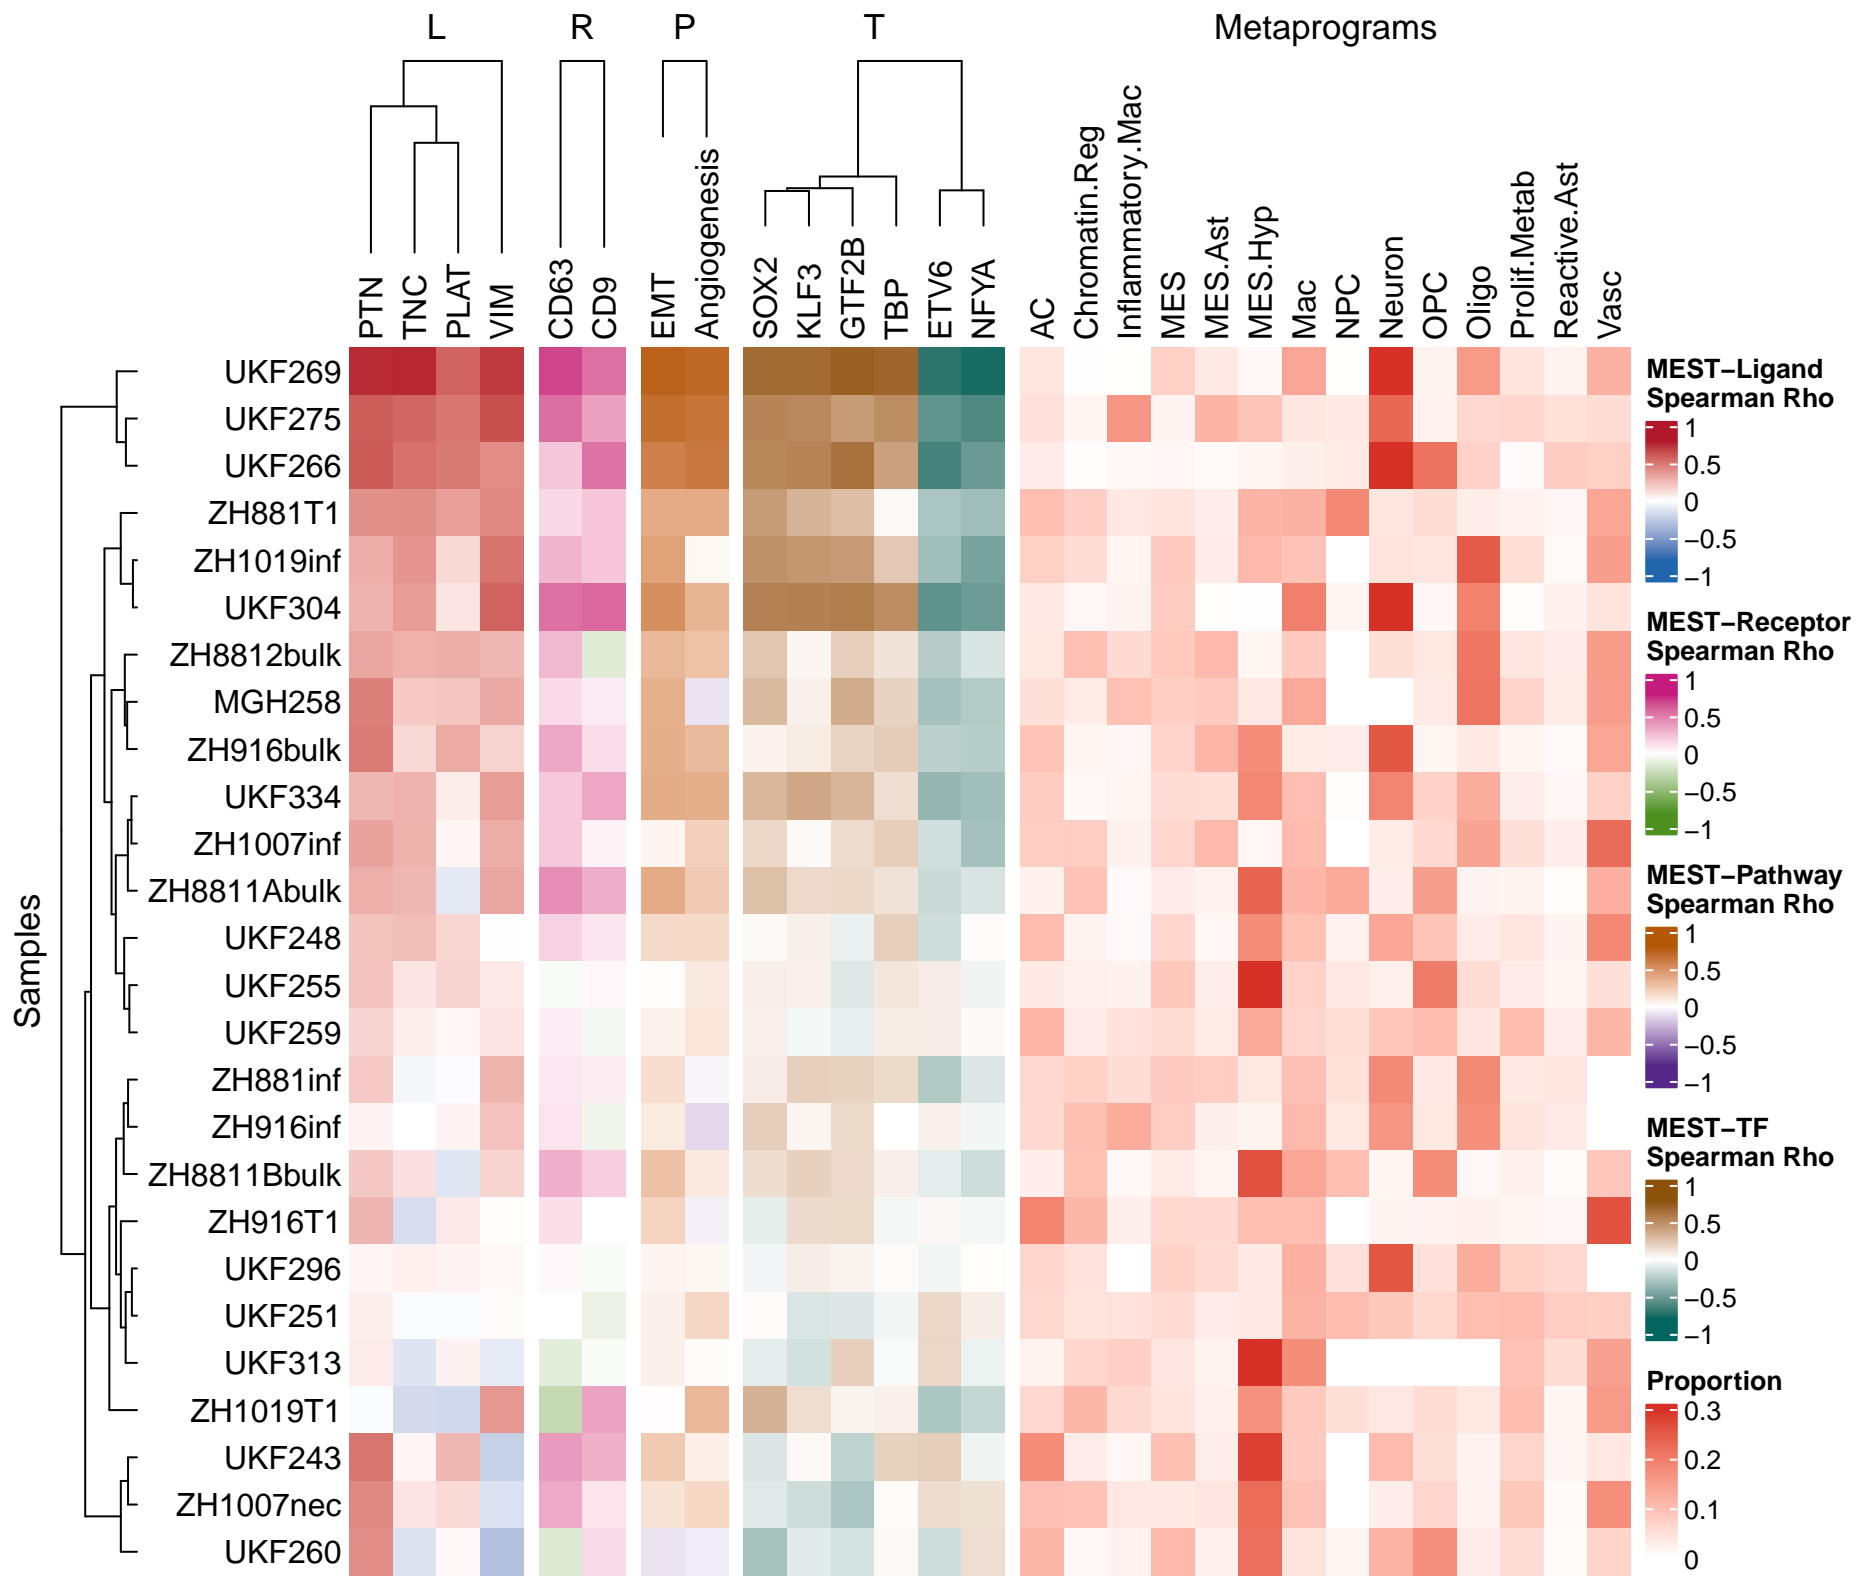 L R P T Metaprograms
PTN TNC PLAT VIM CD63 CD9 EMT Angiogenesis SOX2 KLF3 GTF2B TBP ETV6 NFYA AC Chromatin.Reg Inflammatory.Mac MES MES.Ast MES.Hyp Mac NPC Neuron OPC Oligo Prolif.Metab Reactive.Ast Vasc
Samples
UKF269
UKF275
UKF266
ZH881T1
ZH1019inf
UKF304
ZH8812bulk
MGH258
ZH916bulk
UKF334
ZH1007inf
ZH8811Abulk
UKF248
UKF255
UKF259
ZH881inf
ZH916inf
ZH8811Bbulk
ZH916T1
UKF296
UKF251
UKF313
ZH1019T1
UKF243
ZH1007nec
UKF260
MEST−Ligand
Spearman Rho
1
0.5
0
−0.5
−1
MEST−Receptor
Spearman Rho
1
0.5
0
−0.5
−1
MEST−Pathway
Spearman Rho
1
0.5
0
−0.5
−1
MEST−TF
Spearman Rho
1
0.5
0
−0.5
−1
Proportion
0.3
0.2
0.1
0